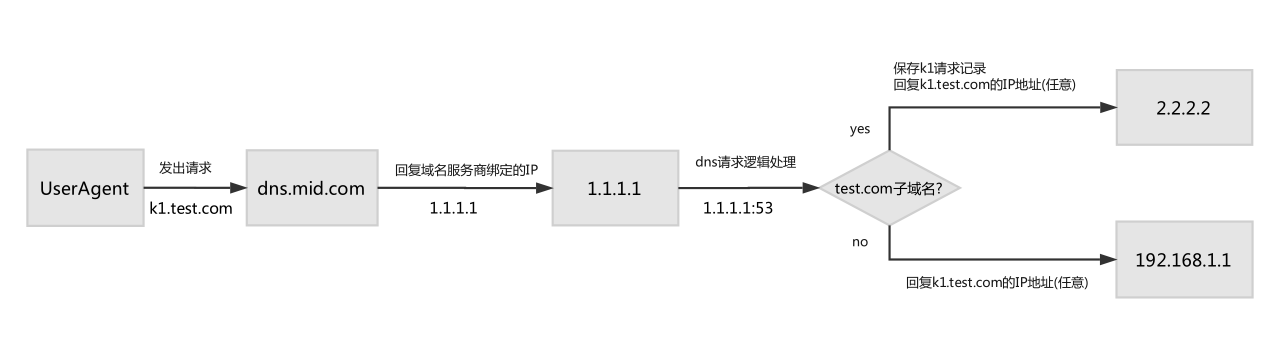 UserAgent
发出请求
k1.test.com
dns.mid.com
回复域名服务商绑定的IP
1.1.1.1
1.1.1.1
dns请求逻辑处理
1.1.1.1:53
test.com子域名?
yes
保存k1请求记录
回复k1.test.com的IP地址(任意)
2.2.2.2
no
回复k1.test.com的IP地址(任意)
192.168.1.1